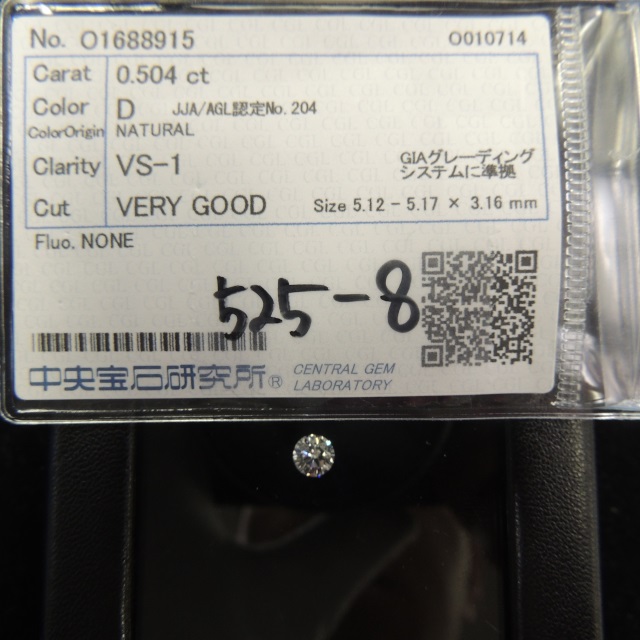 No. O1688915 O010714
Carat 0.504 ct
Color D JJA/AGL認定No.204
ColorOrigin NATURAL
Clarity VS-1 GIAグレーディング
システムに準拠
Cut VERY GOOD Size 5.12 - 5.17 × 3.16 mm
Fluo. NONE
525-8
中央宝石研究所® CENTRAL GEM
LABORATORY